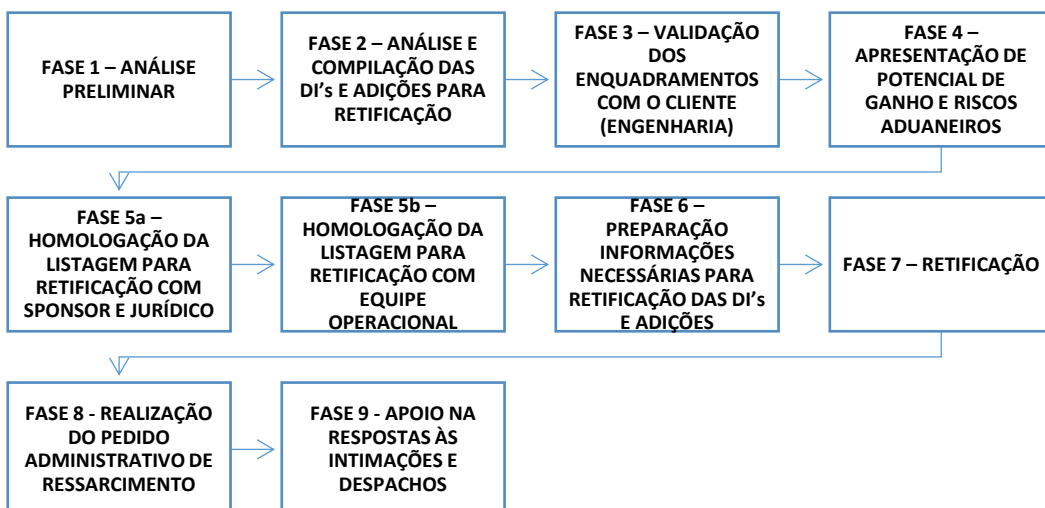 FASE 1 – ANÁLISE
PRELIMINAR
FASE 2 – ANÁLISE E
COMPILAÇÃO DAS
DI’s E ADIÇÕES PARA
RETIFICAÇÃO
FASE 3 – VALIDAÇÃO
DOS
ENQUADRAMENTOS
COM O CLIENTE
(ENGENHARIA)
FASE 4 –
APRESENTAÇÃO DE
POTENCIAL DE
GANHO E RISCOS
ADUANEIROS
FASE 5a –
HOMOLOGAÇÃO DA
LISTAGEM PARA
RETIFICAÇÃO COM
SPONSOR E JURÍDICO
FASE 5b –
HOMOLOGAÇÃO DA
LISTAGEM PARA
RETIFICAÇÃO COM
EQUIPE
OPERACIONAL
FASE 6 –
PREPARAÇÃO
INFORMAÇÕES
NECESSÁRIAS PARA
RETIFICAÇÃO DAS DI’s
E ADIÇÕES
FASE 7 – RETIFICAÇÃO
FASE 8 - REALIZAÇÃO
DO PEDIDO
ADMINISTRATIVO DE
RESSARCIMENTO
FASE 9 - APOIO NA
RESPOSTAS ÀS
INTIMAÇÕES E
DESPACHOS